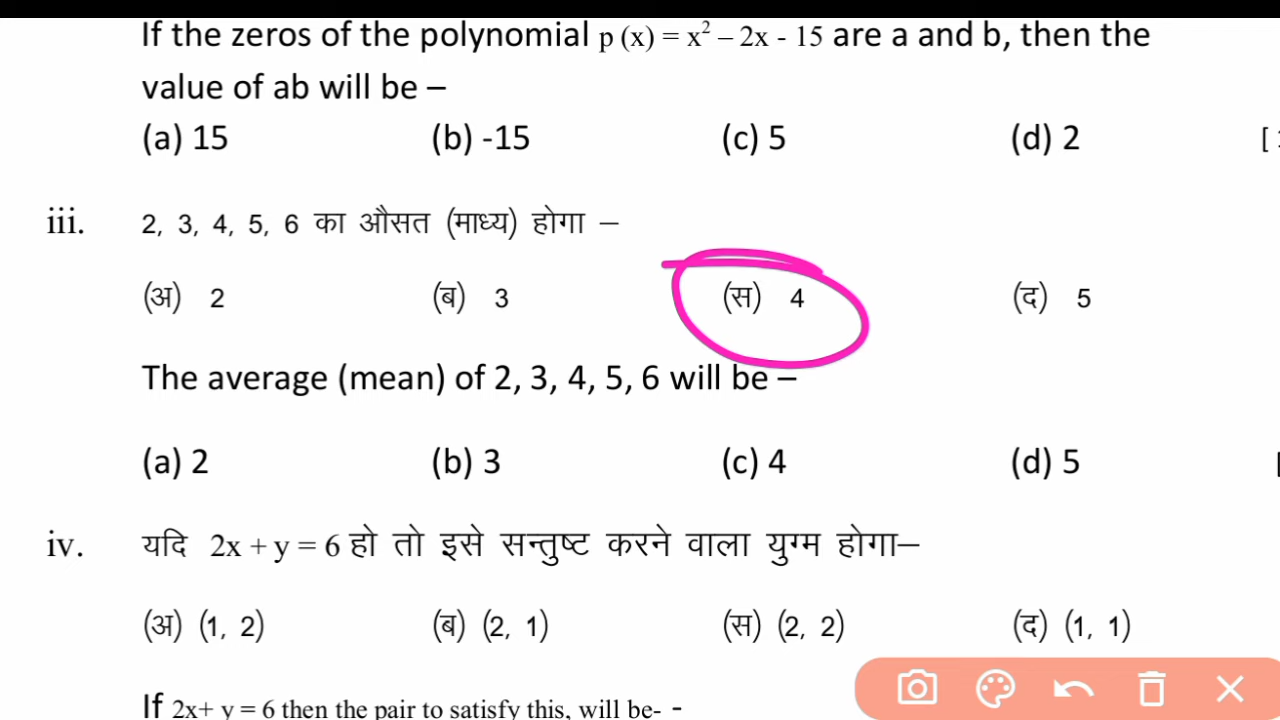 If the zeros of the polynomial p (x) = x² – 2x - 15 are a and b, then the
value of ab will be –
(a) 15 (b) -15 (c) 5 (d) 2 [
iii. 2, 3, 4, 5, 6 का औसत (माध्य) होगा –
(अ) 2 (ब) 3 (स) 4 (द) 5
The average (mean) of 2, 3, 4, 5, 6 will be –
(a) 2 (b) 3 (c) 4 (d) 5
iv. यदि 2x + y = 6 हो तो इसे सन्तुष्ट करने वाला युग्म होगा–
(अ) (1, 2) (ब) (2, 1) (स) (2, 2) (द) (1, 1)
If 2x+ y = 6 then the pair to satisfy this, will be- -